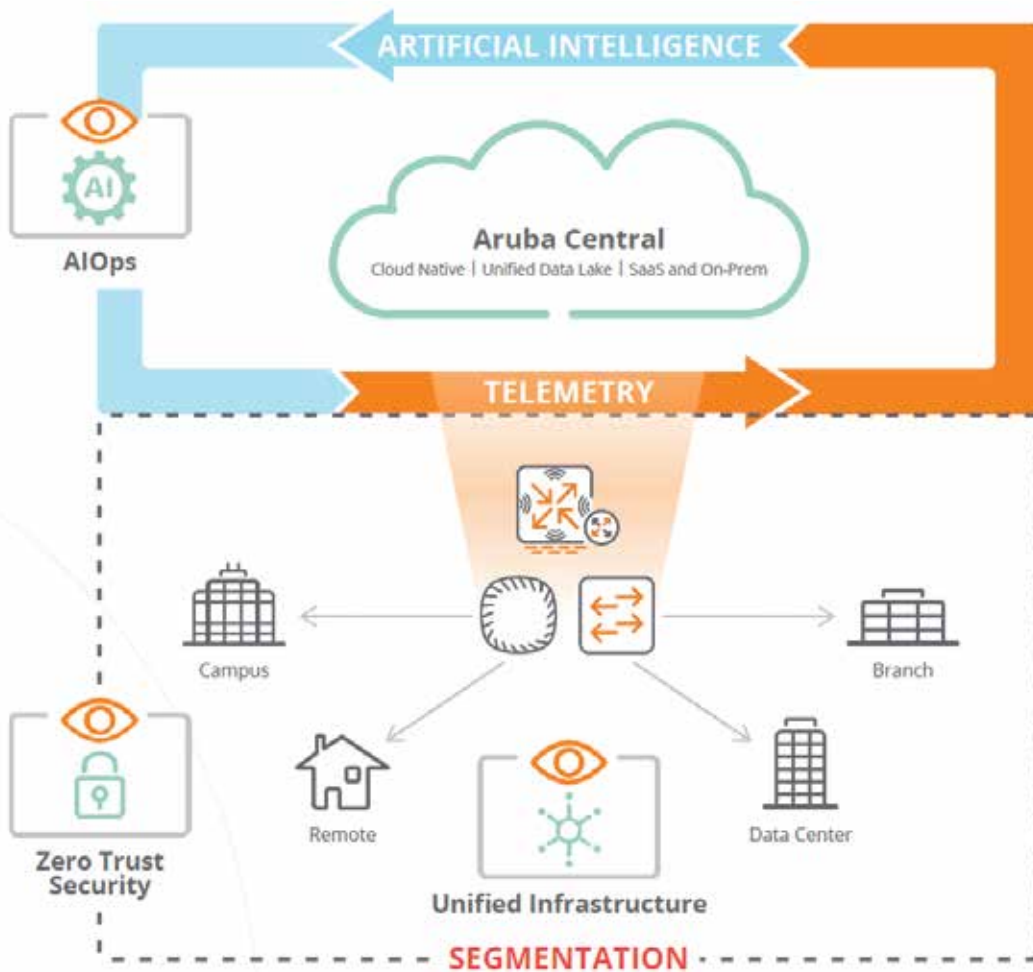 ARTIFICIAL INTELLIGENCE
AI
AIOps
Aruba Central
Cloud Native | Unified Data Lake | SaaS and On-Prem
TELEMETRY
Campus
Branch
Remote
Data Center
Zero Trust
Security
Unified Infrastructure
SEGMENTATION